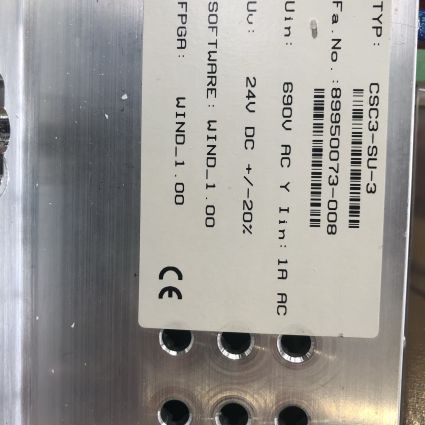 TYP: CSC3-SU-3
Fa.No.:89950073-008
Uin: 690V AC Y Iin: 1A AC
Uv: 24V DC +/-20%
SOFTWARE: WIND_1.00
FPGA: WIND_1.00
CE